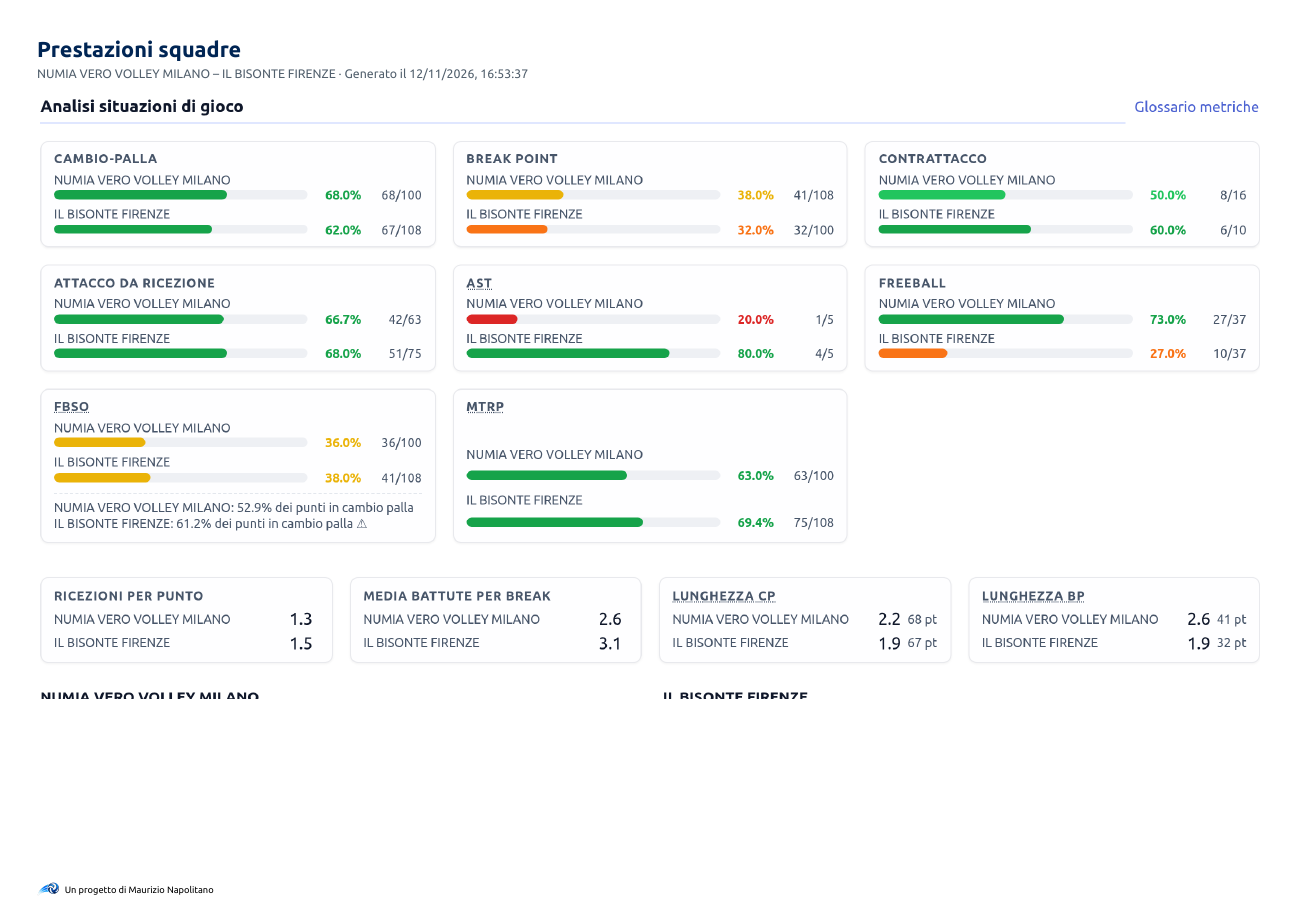 Prestazioni squadre
NUMIA VERO VOLLEY MILANO – IL BISONTE FIRENZE · Generato il 12/11/2026, 16:53:37
Analisi situazioni di gioco
Glossario metriche
CAMBIO-PALLA
NUMIA VERO VOLLEY MILANO
68.0% 68/100
IL BISONTE FIRENZE
62.0% 67/108
BREAK POINT
NUMIA VERO VOLLEY MILANO
38.0% 41/108
IL BISONTE FIRENZE
32.0% 32/100
CONTRATTACCO
NUMIA VERO VOLLEY MILANO
50.0% 8/16
IL BISONTE FIRENZE
60.0% 6/10
ATTACCO DA RICEZIONE
NUMIA VERO VOLLEY MILANO
66.7% 42/63
IL BISONTE FIRENZE
68.0% 51/75
AST
NUMIA VERO VOLLEY MILANO
20.0% 1/5
IL BISONTE FIRENZE
80.0% 4/5
FREEBALL
NUMIA VERO VOLLEY MILANO
73.0% 27/37
IL BISONTE FIRENZE
27.0% 10/37
FBSO
NUMIA VERO VOLLEY MILANO
36.0% 36/100
IL BISONTE FIRENZE
38.0% 41/108
NUMIA VERO VOLLEY MILANO: 52.9% dei punti in cambio palla
IL BISONTE FIRENZE: 61.2% dei punti in cambio palla ⚠
MTRP
NUMIA VERO VOLLEY MILANO
63.0% 63/100
IL BISONTE FIRENZE
69.4% 75/108
RICEZIONI PER PUNTO
NUMIA VERO VOLLEY MILANO 1.3
IL BISONTE FIRENZE 1.5
MEDIA BATTUTE PER BREAK
NUMIA VERO VOLLEY MILANO 2.6
IL BISONTE FIRENZE 3.1
LUNGHEZZA CP
NUMIA VERO VOLLEY MILANO 2.2 68 pt
IL BISONTE FIRENZE 1.9 67 pt
LUNGHEZZA BP
NUMIA VERO VOLLEY MILANO 2.6 41 pt
IL BISONTE FIRENZE 1.9 32 pt
NUMIA VERO VOLLEY MILANO
IL BISONTE FIRENZE
Un progetto di Maurizio Napolitano